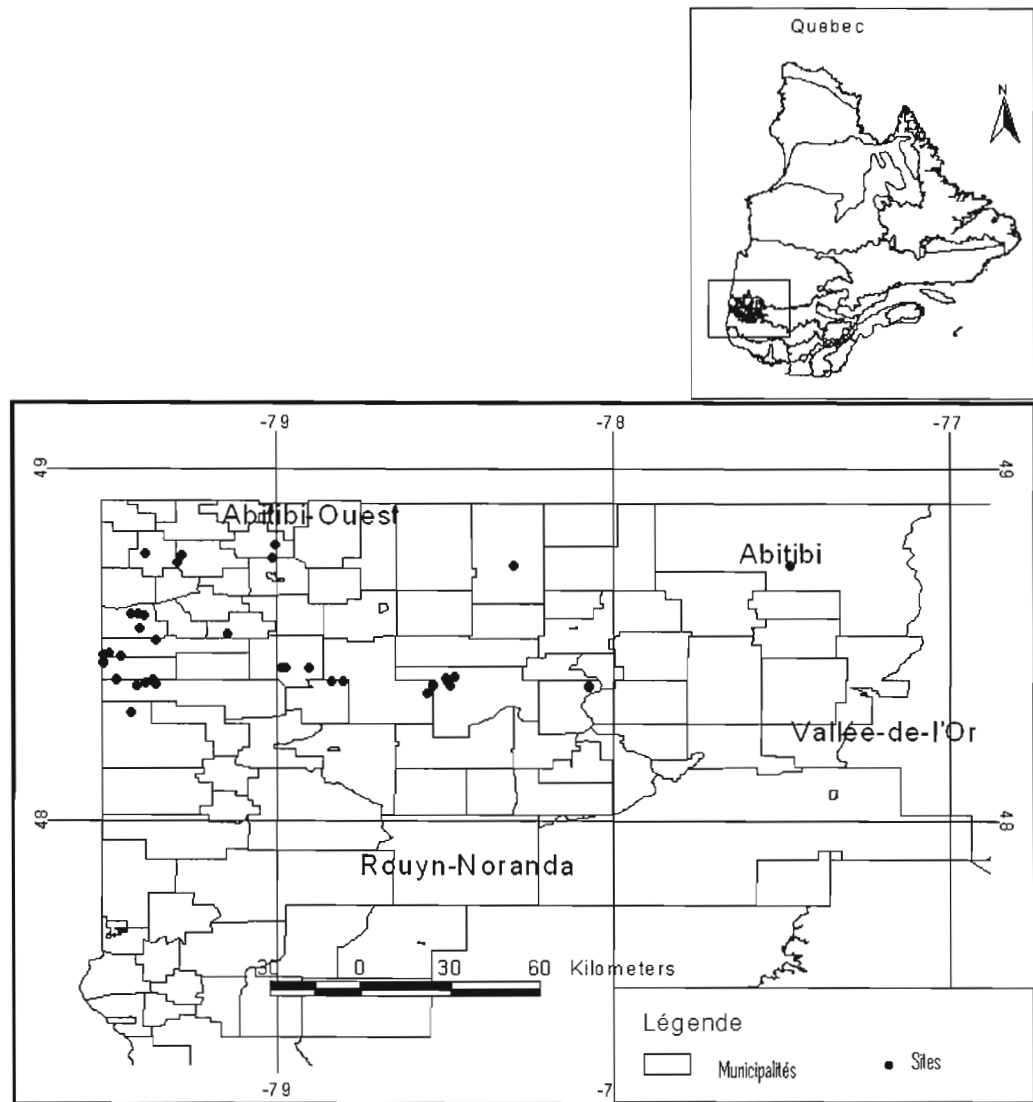 Quebec
N
-79 -78 -77
49 49
Abitibi-Ouest
Abitibi
Vallée-de-l'Or
48 48
Rouyn-Noranda
30 0 30 60 Kilometers
Légende
Municipalités Sites
-79 -7